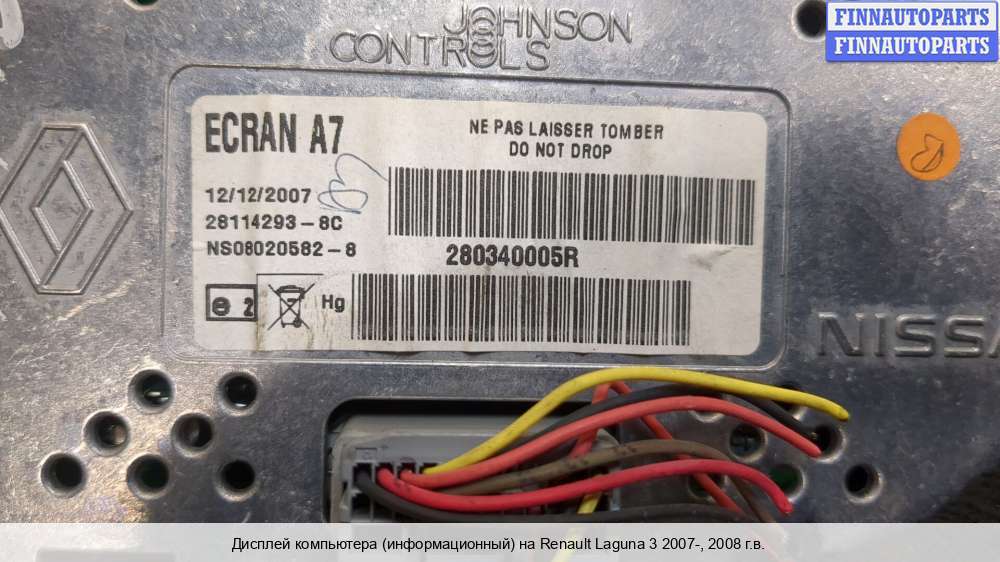 JOHNSON
CONTROLS
FINNAUTOPARTS
FINNAUTOPARTS
ECRAN A7
NE PAS LAISSER TOMBER
DO NOT DROP
12/12/2007
28114293-8C
NS08020582-8
280340005R
e 2
Hg
NISSA
Дисплей компьютера (информационный) на Renault Laguna 3 2007-, 2008 г.в.